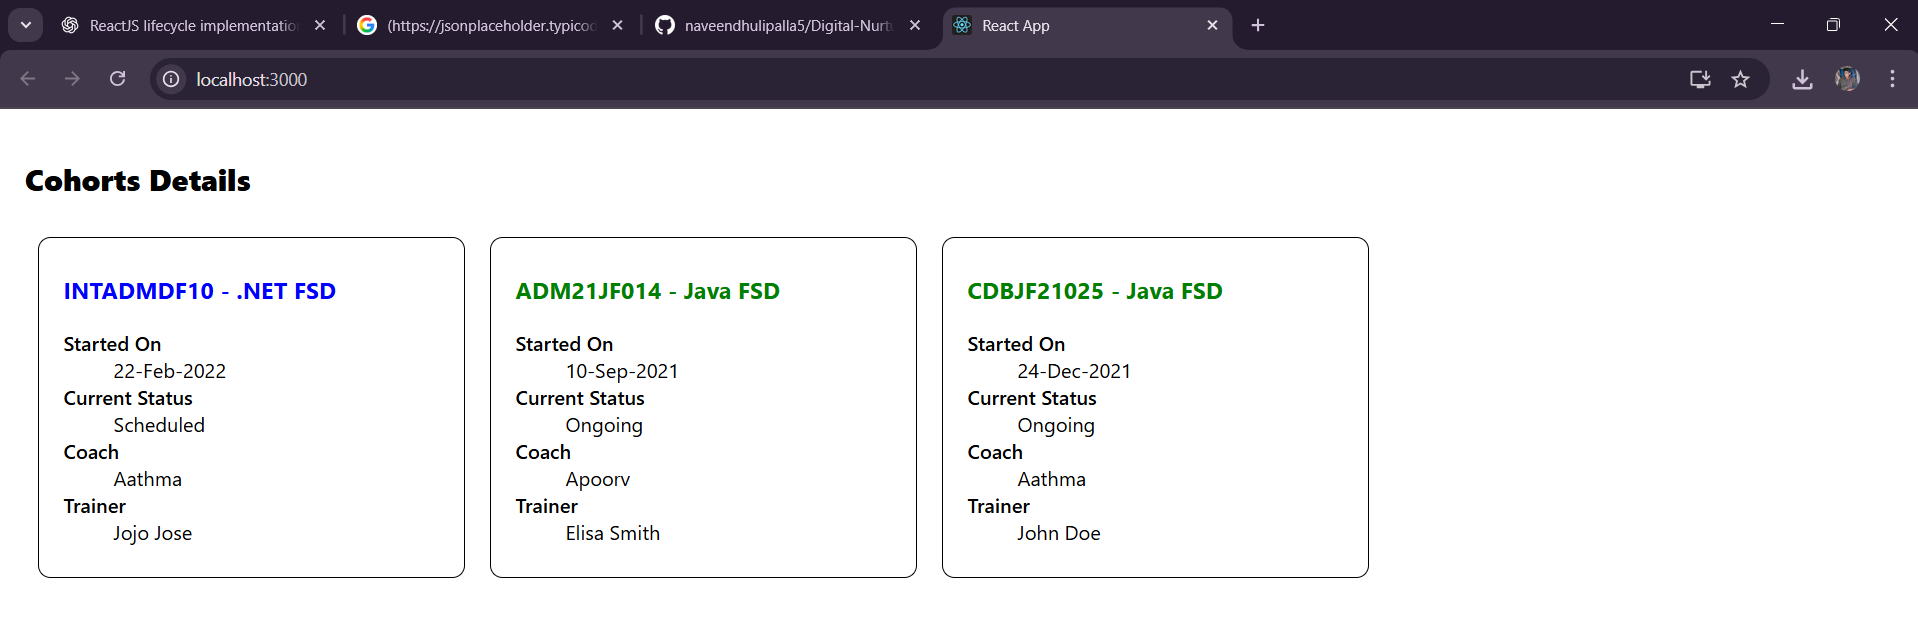 ReactJS lifecycle implementation
(https://jsonplaceholder.typicod
naveendhulipalla5/Digital-Nurtu
React App
localhost:3000
Cohorts Details
INTADMDF10 - .NET FSD
Started On
22-Feb-2022
Current Status
Scheduled
Coach
Aathma
Trainer
Jojo Jose
ADM21JF014 - Java FSD
Started On
10-Sep-2021
Current Status
Ongoing
Coach
Apoorv
Trainer
Elisa Smith
CDBJF21025 - Java FSD
Started On
24-Dec-2021
Current Status
Ongoing
Coach
Aathma
Trainer
John Doe